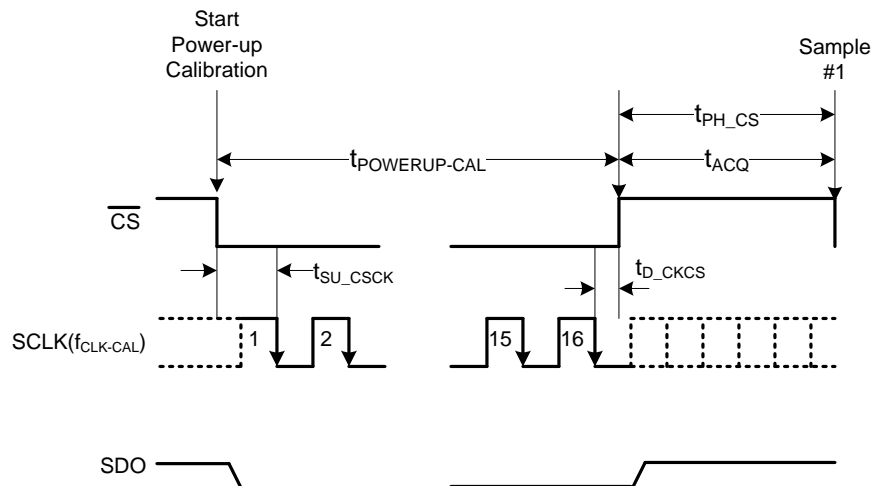 Start
Power-up
Calibration
Sample
#1
tPH_CS
tPOWERUP-CAL
tACQ
CS
tSU_CSCK
tD_CKCS
SCLK(fCLK-CAL)
1
2
15
16
SDO